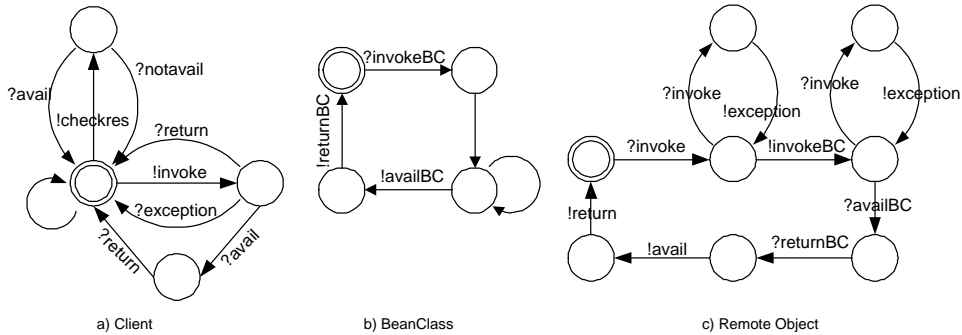 ?avail
?notavail
!checkres
?return
!invoke
?exception
?return
?avail
a) Client
?invokeBC
!returnBC
!availBC
b) BeanClass
?invoke
!exception
?invoke
!exception
?invoke
!invokeBC
?availBC
!return
!avail
?returnBC
c) Remote Object